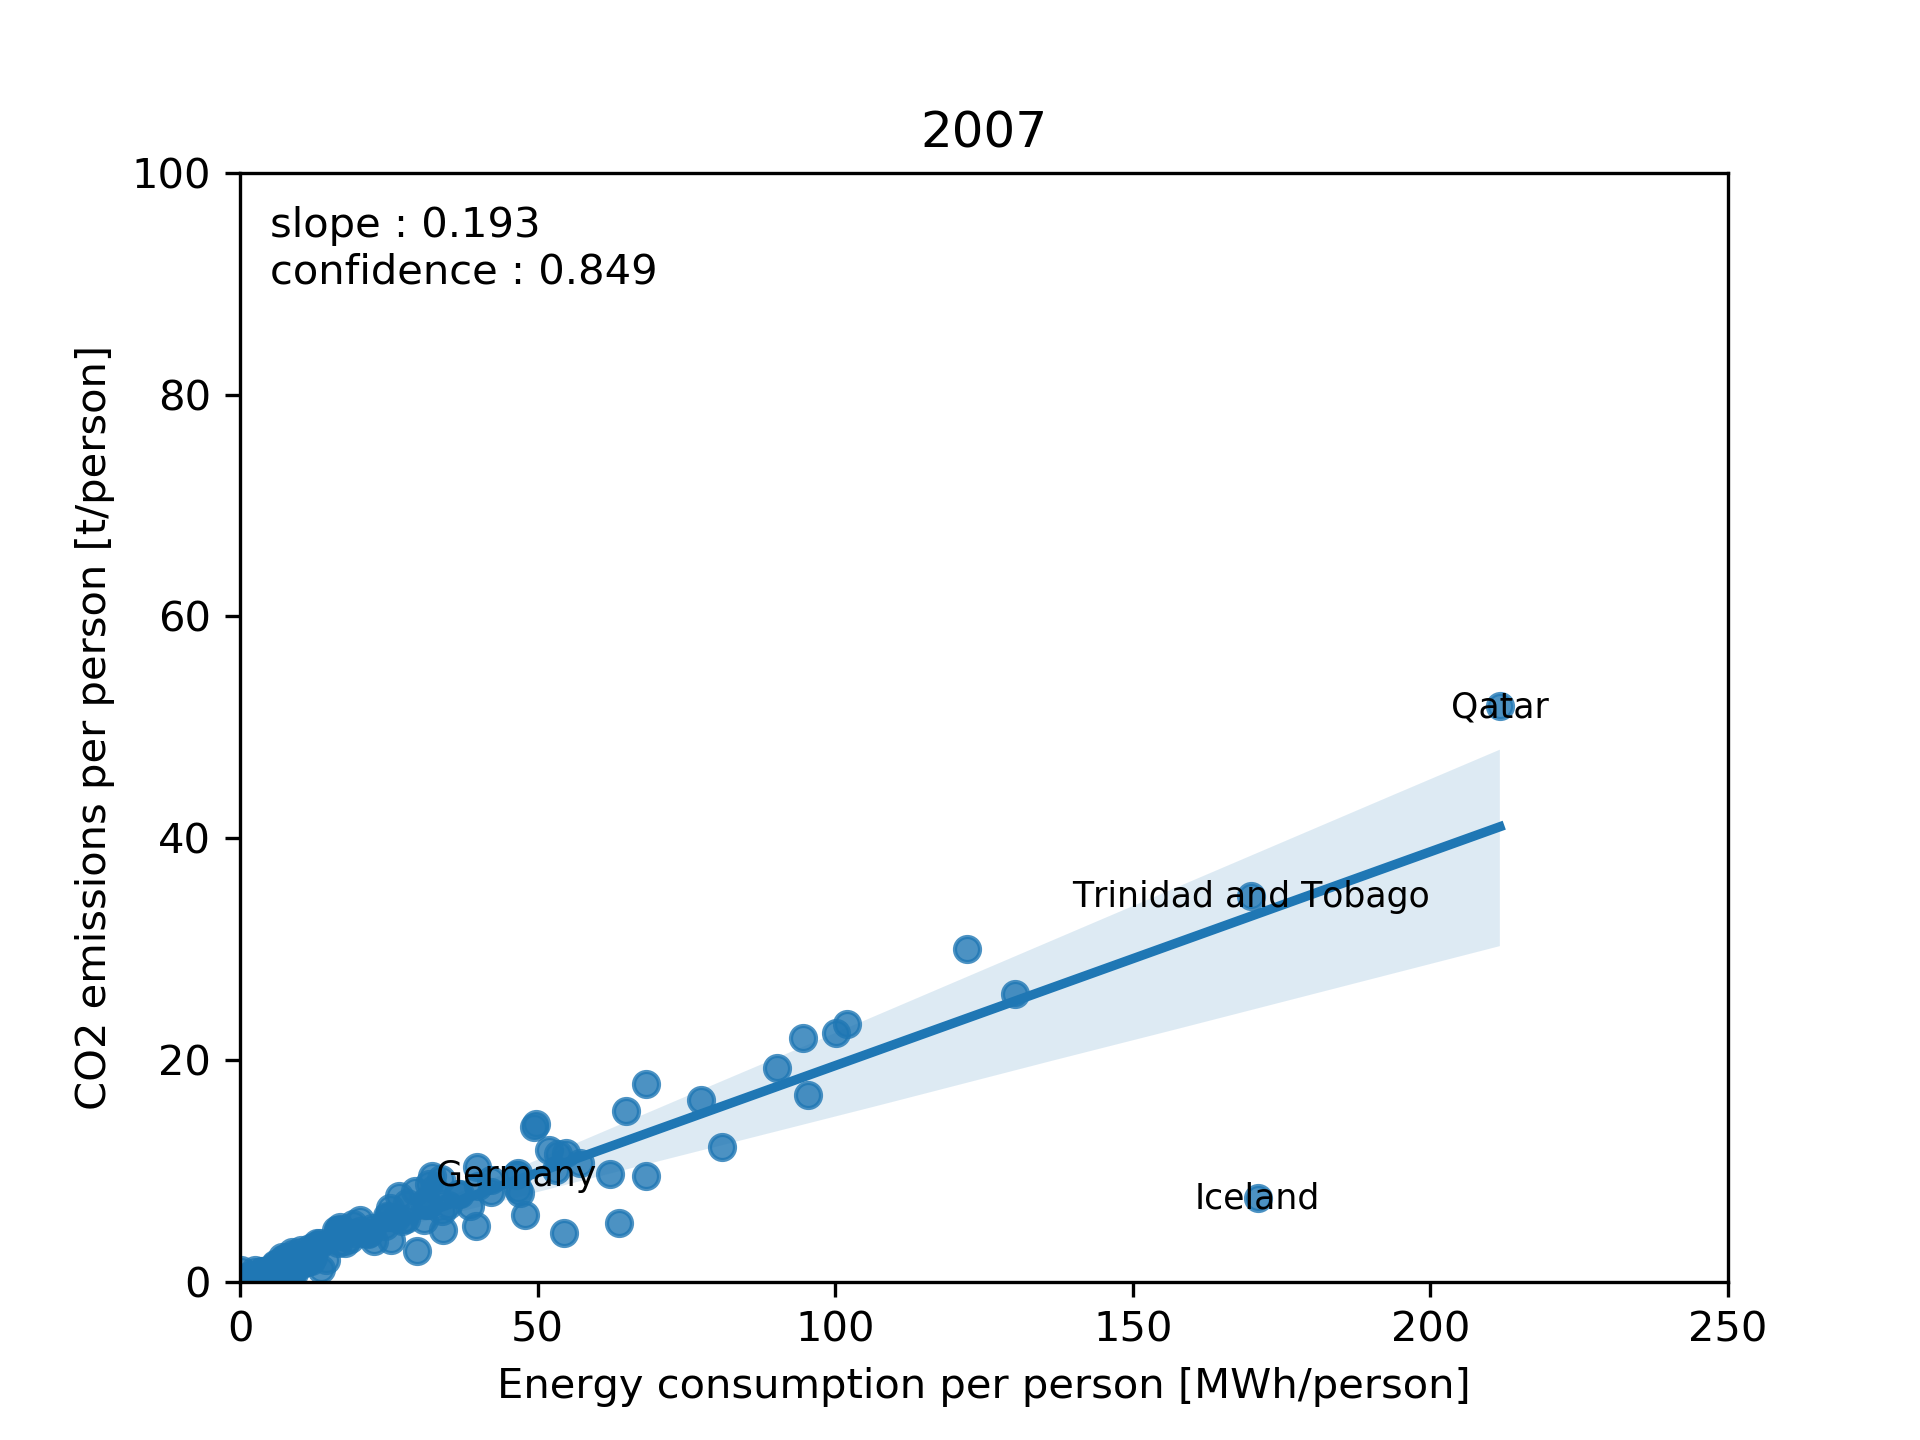 2007
slope : 0.193
confidence : 0.849
100
80
60
40
20
0
CO2 emissions per person [t/person]
Qatar
Trinidad and Tobago
Germany
Iceland
0 50 100 150 200 250
Energy consumption per person [MWh/person]